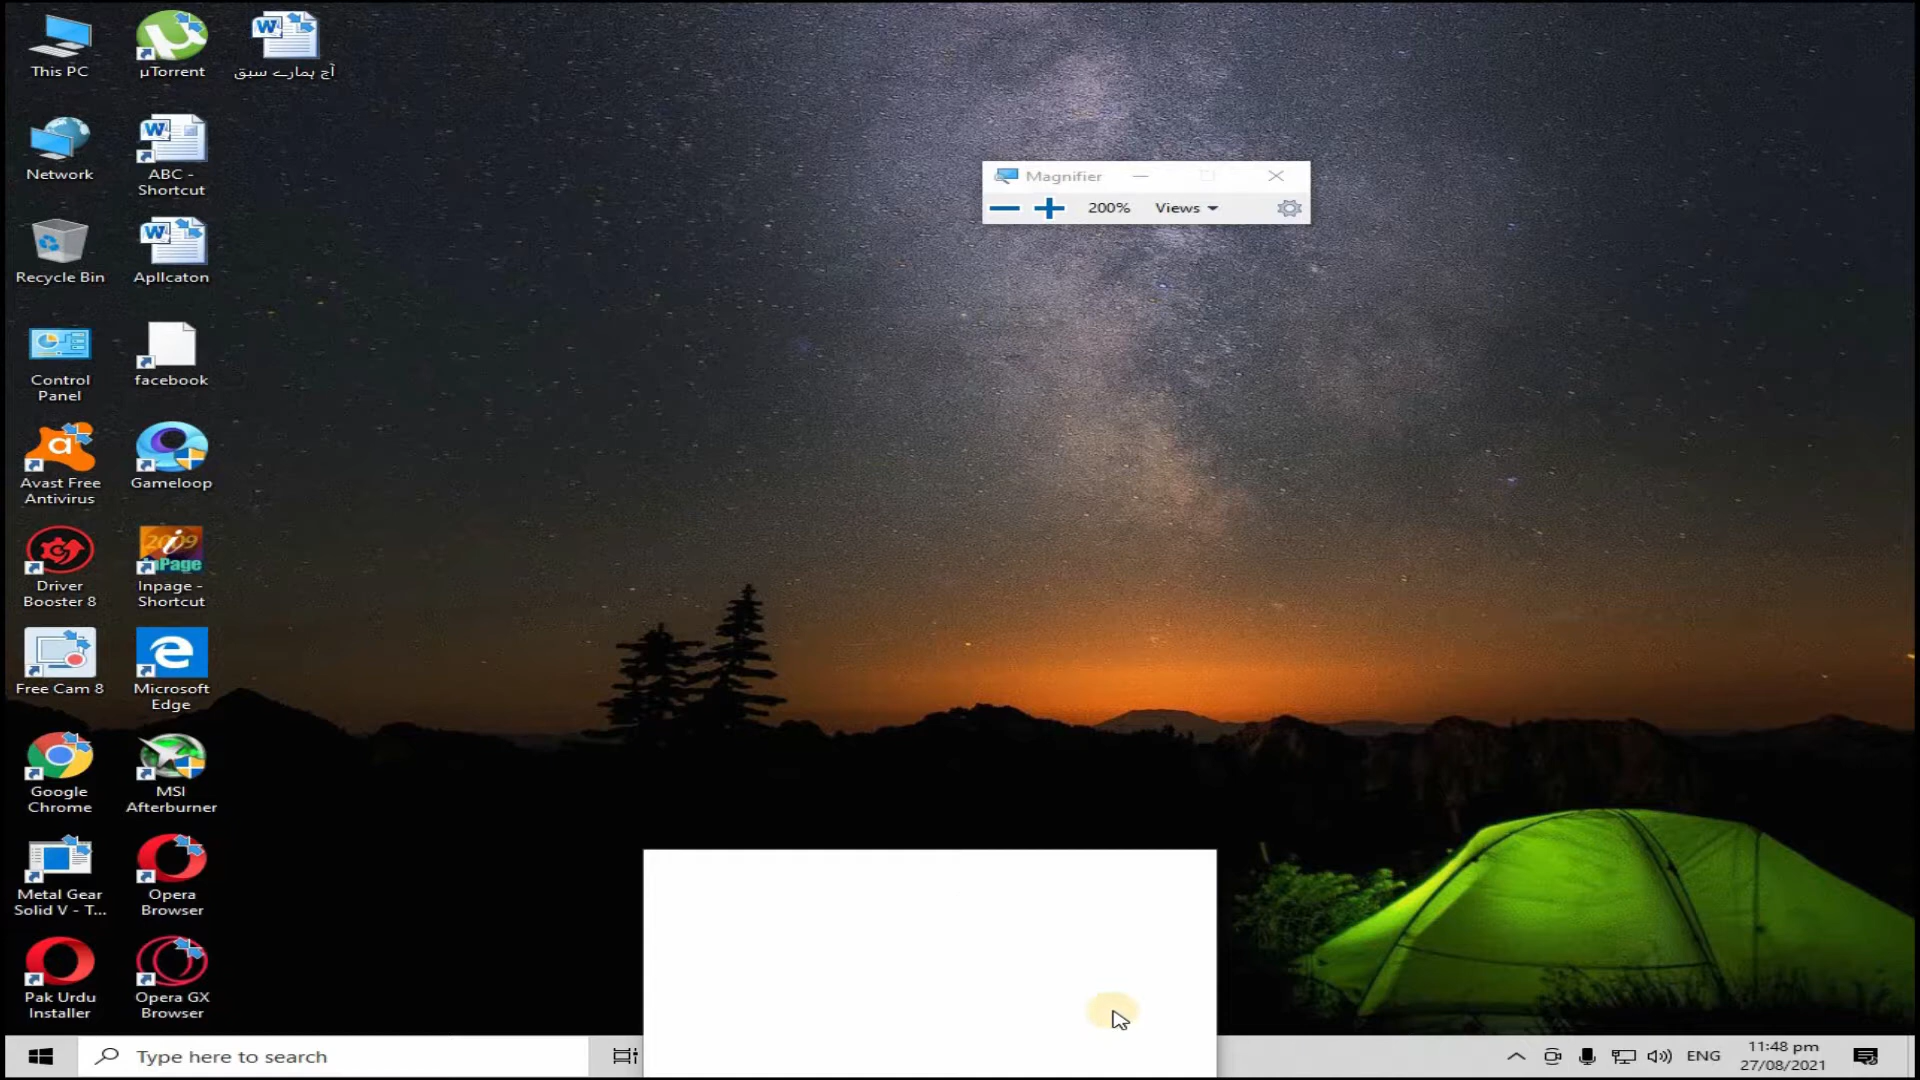 This PC
µTorrent
آج ہمارے سبق
Network
ABC -
Shortcut
Recycle Bin
Apllcaton
Control
Panel
facebook
Avast Free
Antivirus
Gameloop
Driver
Booster 8
2009
InPage
Inpage -
Shortcut
Free Cam 8
Microsoft
Edge
Google
Chrome
MSI
Afterburner
Metal Gear
Solid V - T...
Opera
Browser
Pak Urdu
Installer
Opera GX
Browser
Magnifier
200%
Views
Type here to search
ENG
11:48 pm
27/08/2021